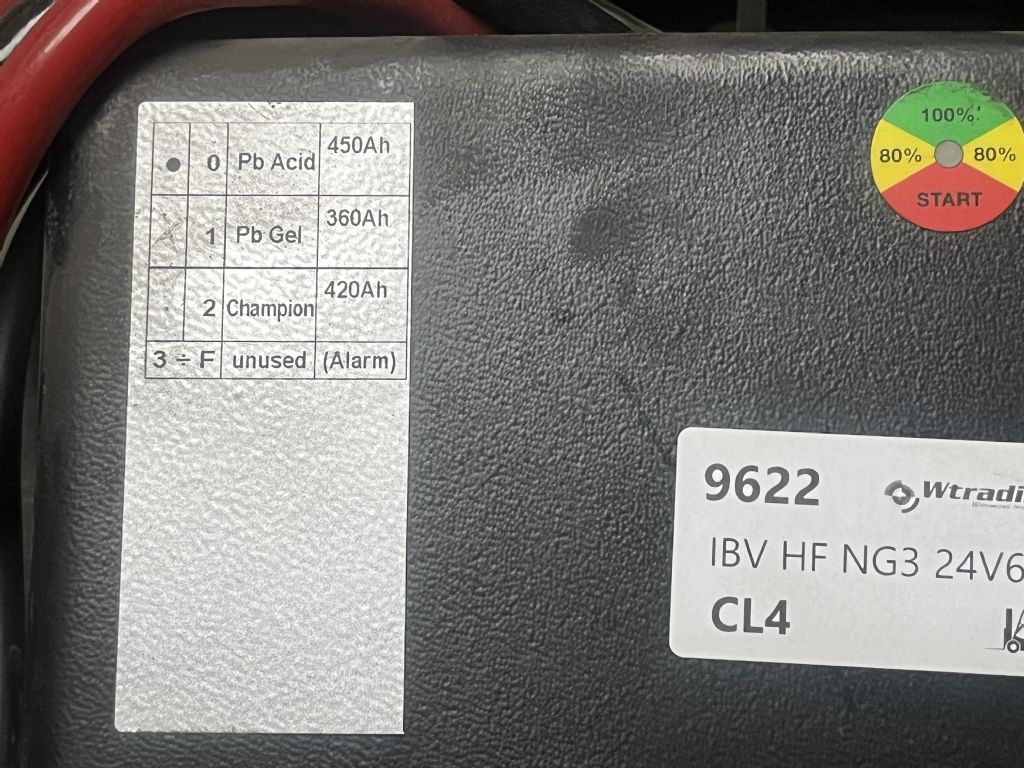 ● 0 Pb Acid 450Ah
1 Pb Gel 360Ah
2 Champion 420Ah
3 ÷ F unused (Alarm)
100%
80% 80%
START
9622 Wtradi
IBV HF NG3 24V6
CL4